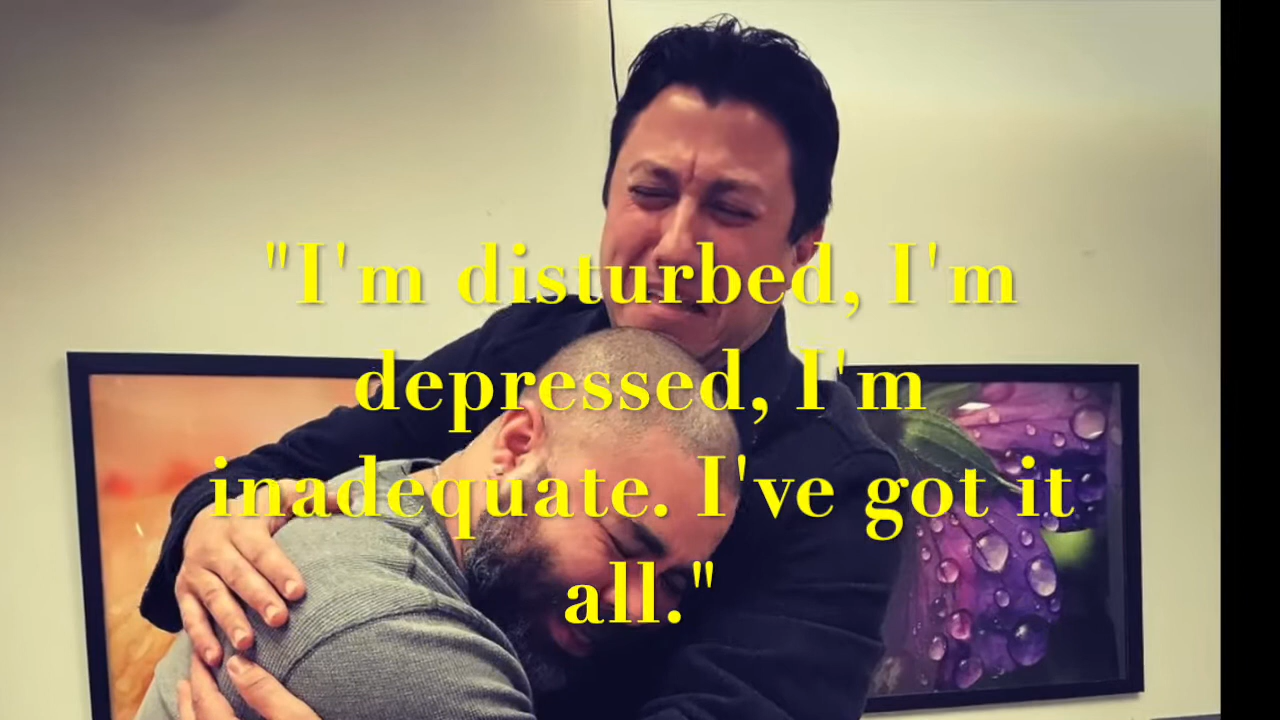 "I'm disturbed, I'm
depressed, I'm
inadequate. I've got it
all."